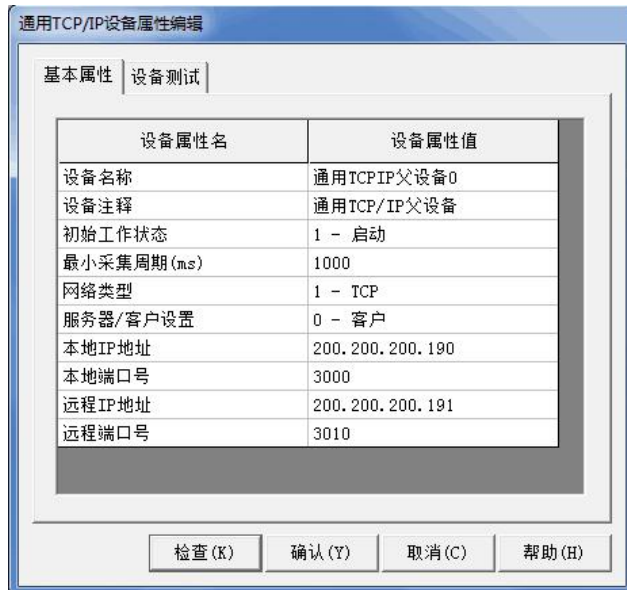 通用TCP/IP设备属性编辑
基本属性 设备测试
设备属性名 设备属性值
设备名称 通用TCPIP父设备0
设备注释 通用TCP/IP父设备
初始工作状态 1 - 启动
最小采集周期(ms) 1000
网络类型 1 - TCP
服务器/客户设置 0 - 客户
本地IP地址 200.200.200.190
本地端口号 3000
远程IP地址 200.200.200.191
远程端口号 3010
检查(K) 确认(Y) 取消(C) 帮助(H)